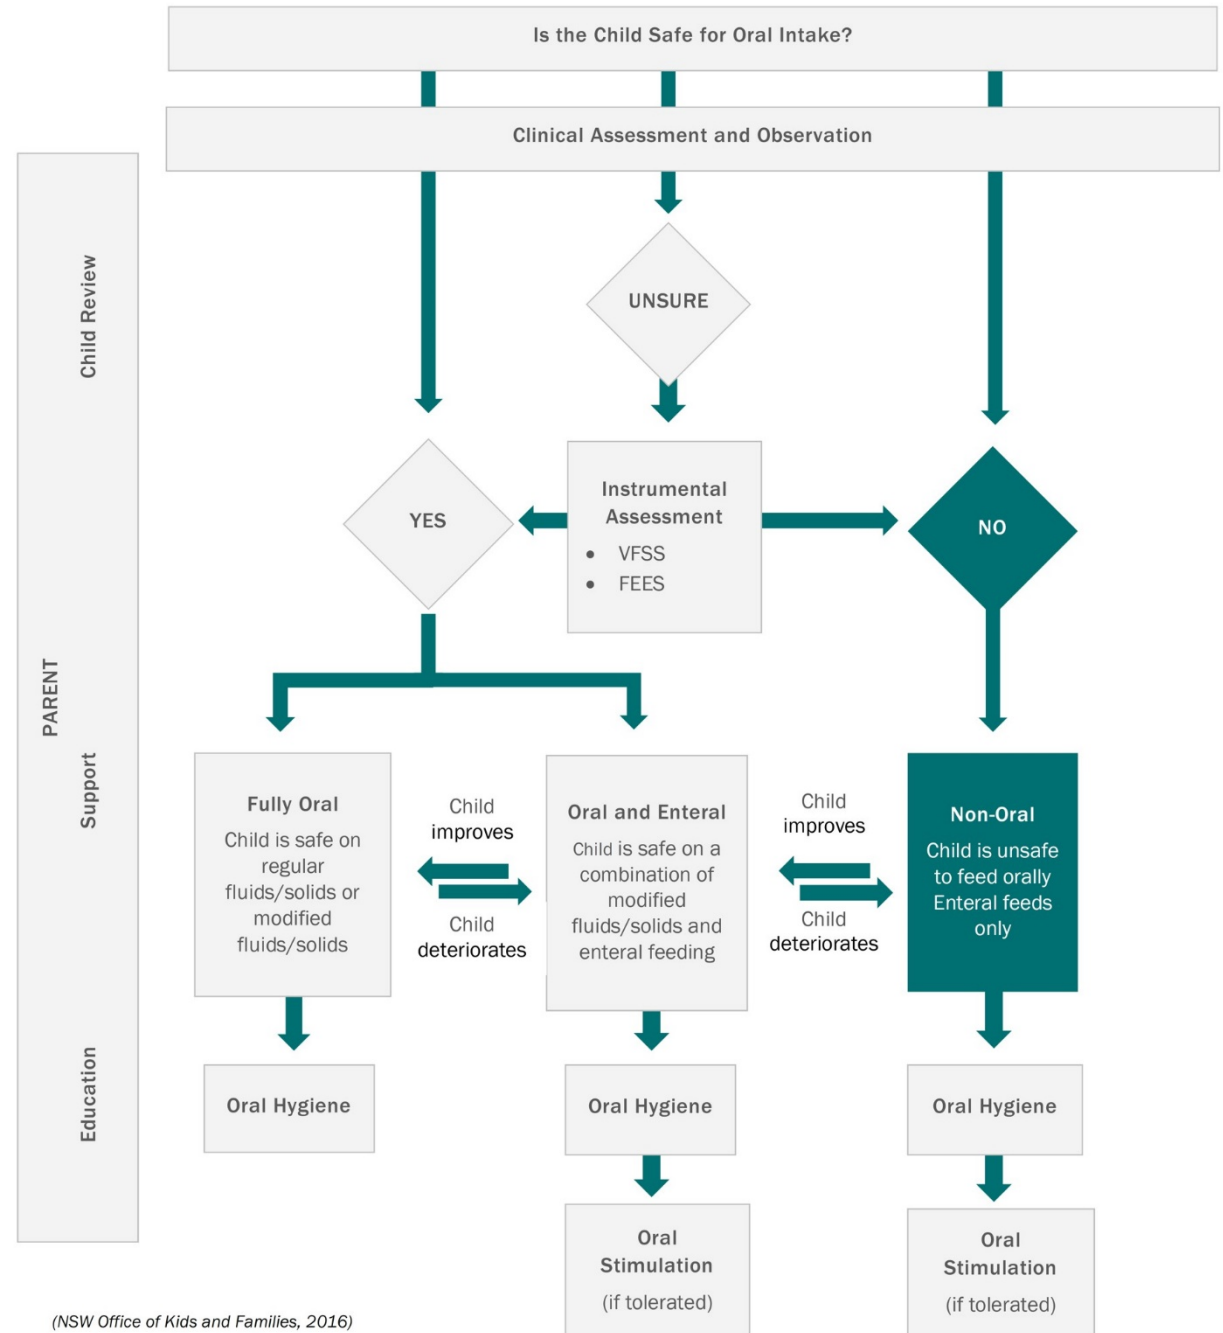 Is the Child Safe for Oral Intake?
Clinical Assessment and Observation
Child Review
PARENT
Support
Education
UNSURE
YES
Instrumental
Assessment
• VFSS
• FEES
NO
Fully Oral
Child is safe on
regular
fluids/solids or
modified
fluids/solids
Child
improves
Child
deteriorates
Oral and Enteral
Child is safe on a
combination of
modified
fluids/solids and
enteral feeding
Child
improves
Child
deteriorates
Non-Oral
Child is unsafe
to feed orally
Enteral feeds
only
Oral Hygiene
Oral Hygiene
Oral Hygiene
Oral
Stimulation
(if tolerated)
Oral
Stimulation
(if tolerated)
(NSW Office of Kids and Families, 2016)